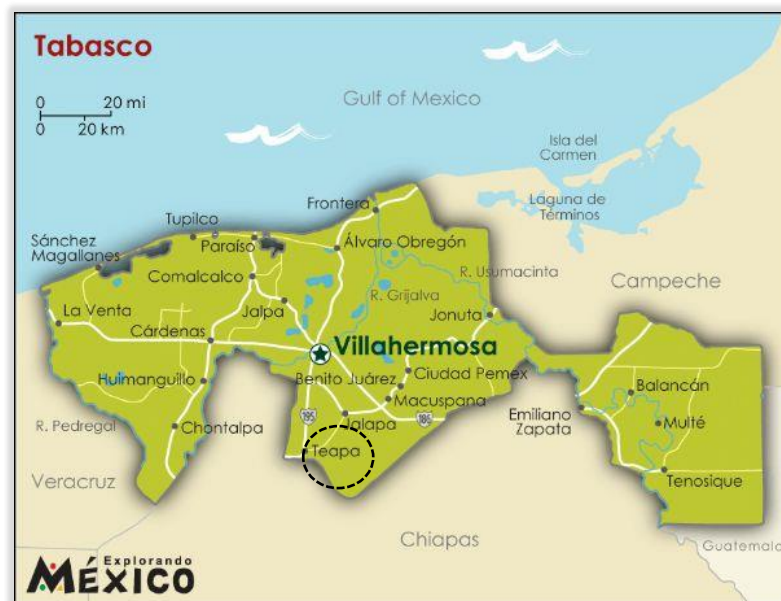 Tabasco
0 20 mi
0 20 km
Gulf of Mexico
Isla del
Carmen
Laguna de
Términos
Frontera
Tupilco
Paraíso
Álvaro Obregón
Sánchez
Magallanes
Comalcalco
R. Usumacinta
Campeche
R. Grijalva
La Venta
Jalpa
Jonuta
Cárdenas
Villahermosa
Huimanguillo
Benito Juárez
Ciudad Pemex
Balancán
Macuspana
Emiliano
Zapata
Multé
R. Pedregal
Chontalpa
195
Jalapa
186
Teapa
Tenosique
Veracruz
Chiapas
Guatemala
Explorando
MÉXICO